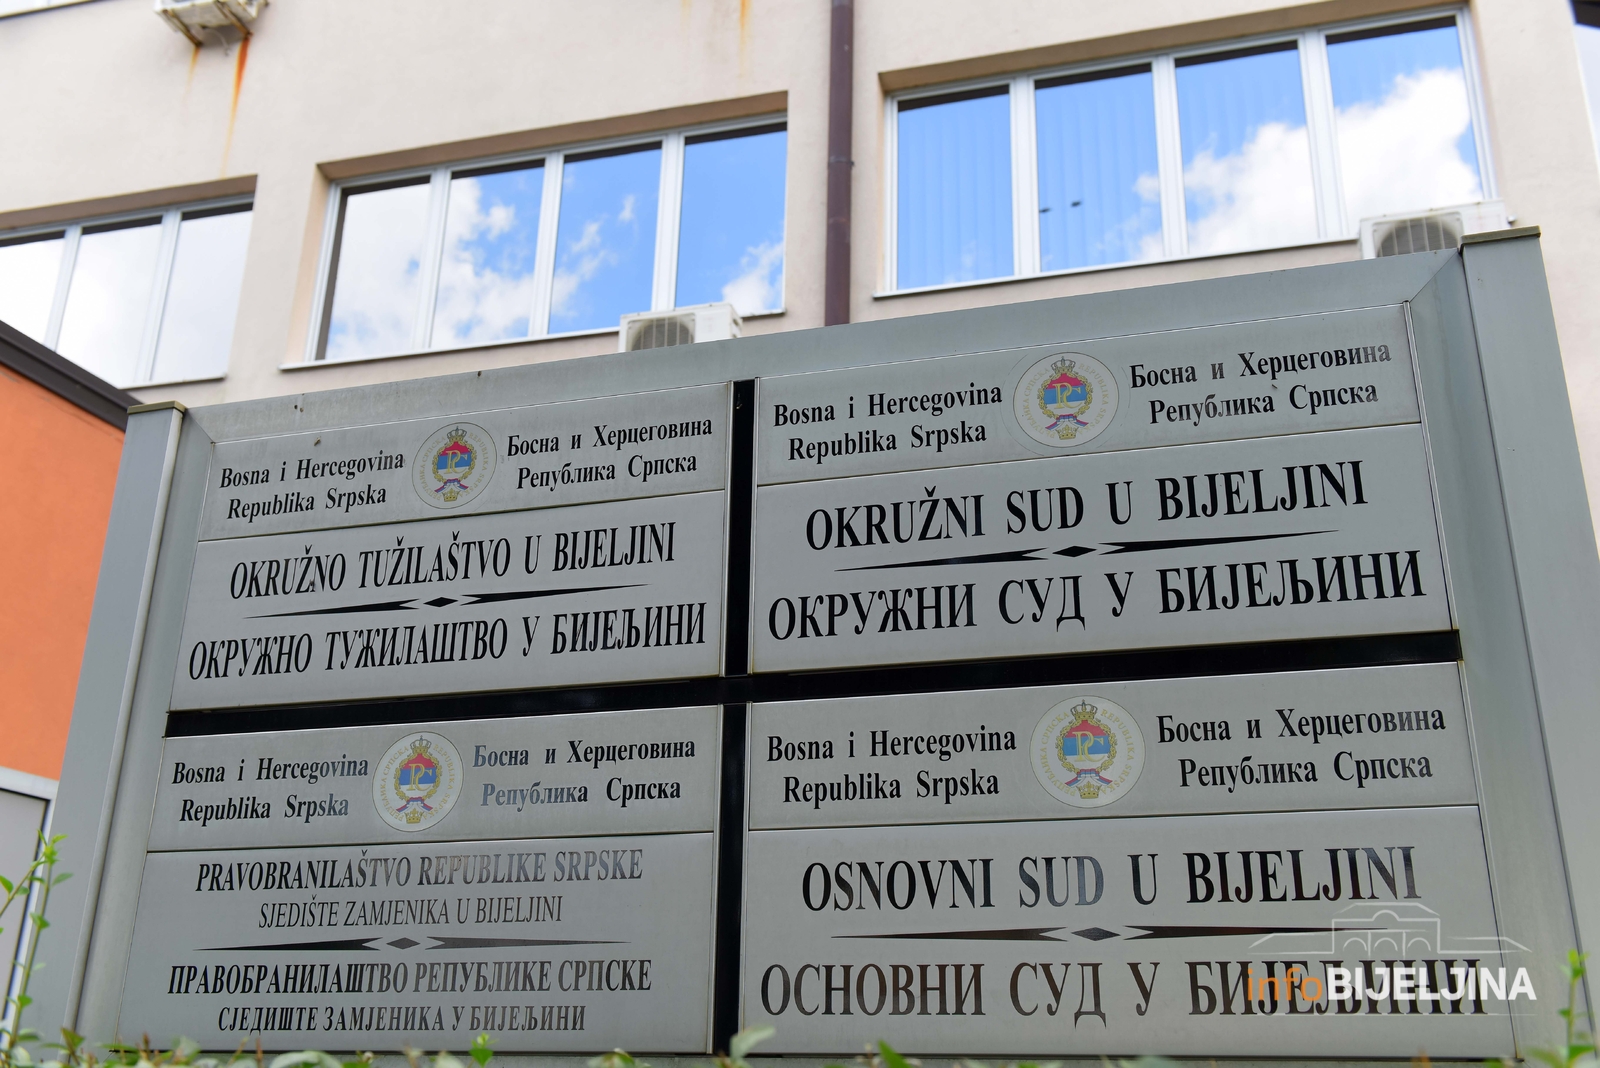 Bosna i Hercegovina
Republika Srpska
Босна и Херцеговина
Република Српска
OKRUŽNO TUŽILAŠTVO U BIJELJINI
ОКРУЖНО ТУЖИЛАШТВО У БИЈЕЉИНИ
Bosna i Hercegovina
Republika Srpska
Босна и Херцеговина
Република Српска
OKRUŽNI SUD U BIJELJINI
ОКРУЖНИ СУД У БИЈЕЉИНИ
Bosna i Hercegovina
Republika Srpska
Босна и Херцеговина
Република Српска
PRAVOBRANILAŠTVO REPUBLIKE SRPSKE
SJEDIŠTE ZAMJENIKA U BIJELJINI
ПРАВОБРАНИЛАШТВО РЕПУБЛИКЕ СРПСКЕ
СЈЕДИШТЕ ЗАМЈЕНИКА У БИЈЕЉИНИ
Bosna i Hercegovina
Republika Srpska
Босна и Херцеговина
Република Српска
OSNOVNI SUD U BIJELJINI
ОСНОВНИ СУД У БИЈЕЉИНИ
infoBIJELJINA